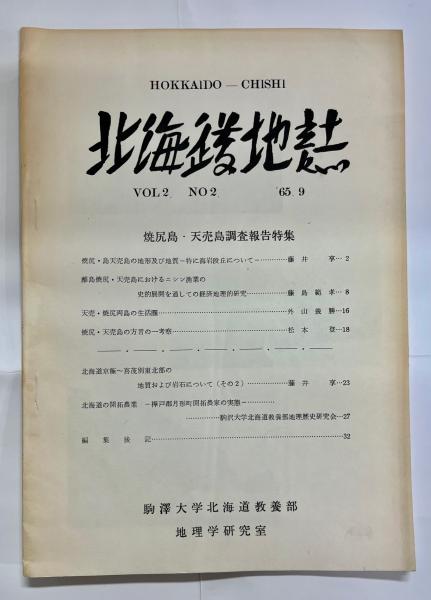 HOKKAIDO — CHISHI
北海道地誌
VOL2 NO2 '65 9
焼尻島・天売島調査報告特集
焼尻・島天売島の地形及び地質－特に海岩段丘について－…………藤井 享…2
離島焼尻・天売島におけるニシン漁業の
史的展開を通しての経済地理的研究……………藤島範孝…8
天売・焼尻両島の生活圏……………外山義勝…16
焼尻・天売島の方言の一考察……………松本 登…18
北海道京極～喜茂別東北部の
地質および岩石について（その2）……………藤井 享…23
北海道の開拓農業 －樺戸郡月形町開拓農家の実態－…………
……………駒沢大学北海道教養部地理歴史研究会…27
編集後記……………32
駒澤大学北海道教養部
地理学研究室